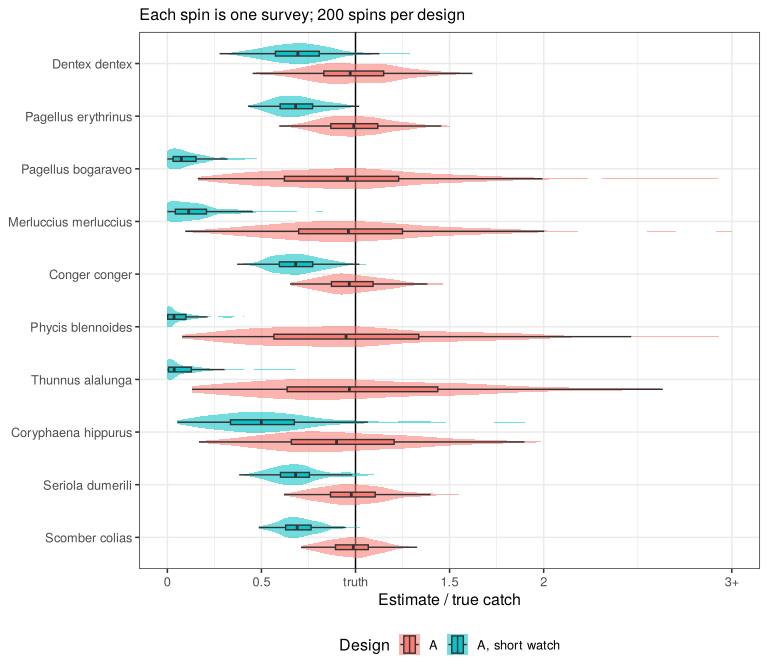 Each spin is one survey; 200 spins per design
Dentex dentex
Pagellus erythrinus
Pagellus bogaraveo
Merluccius merluccius
Conger conger
Phycis blennoides
Thunnus alalunga
Coryphaena hippurus
Seriola dumerili
Scomber colias
0 0.5 truth 1.5 2 3+
Estimate / true catch
Design A A, short watch